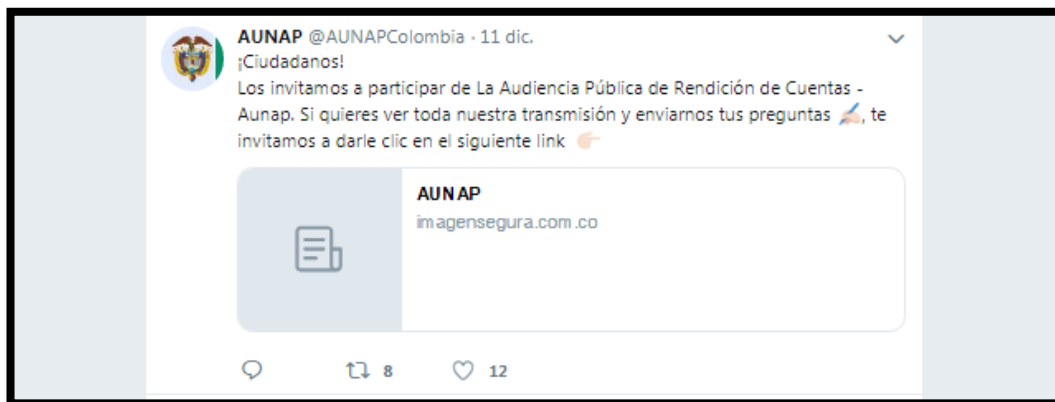 AUNAP @AUNAPColombia · 11 dic.
¡Ciudadanos!
Los invitamos a participar de La Audiencia Pública de Rendición de Cuentas -
Aunap. Si quieres ver toda nuestra transmisión y enviarnos tus preguntas ✍🏻, te
invitamos a darle clic en el siguiente link 👉🏻
AUNAP
imagensegura.com.co
8 12